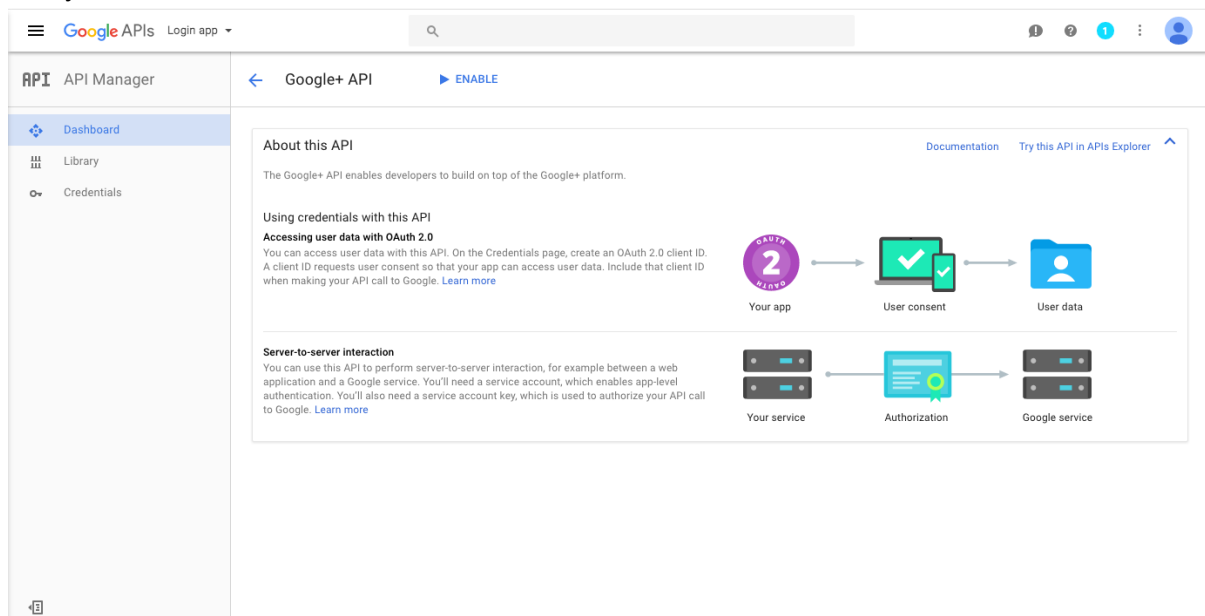 Google APIs Login app
1
API API Manager
Google+ API ENABLE
Dashboard
Library
Credentials
About this API Documentation Try this API in APIs Explorer
The Google+ API enables developers to build on top of the Google+ platform.
Using credentials with this API
Accessing user data with OAuth 2.0
You can access user data with this API. On the Credentials page, create an OAuth 2.0 client ID.
A client ID requests user consent so that your app can access user data. Include that client ID
when making your API call to Google. Learn more
OAUTH
2
OAUTH
Your app User consent User data
Server-to-server interaction
You can use this API to perform server-to-server interaction, for example between a web
application and a Google service. You'll need a service account, which enables app-level
authentication. You'll also need a service account key, which is used to authorize your API call
to Google. Learn more
Your service Authorization Google service